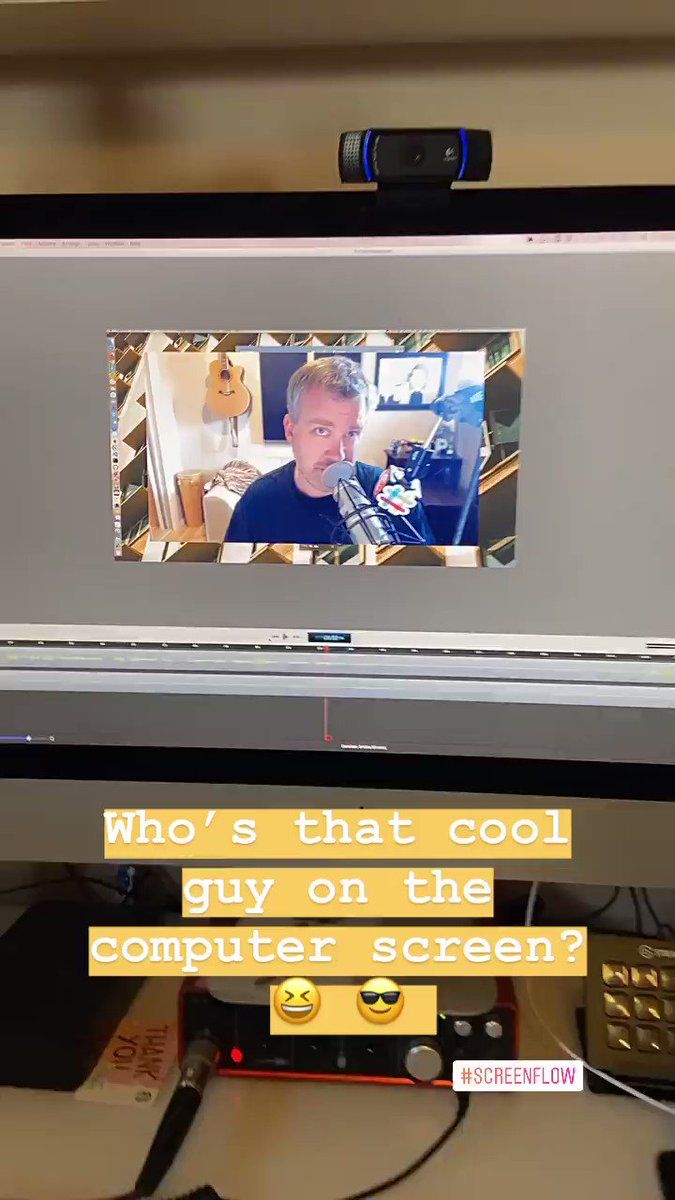 Who's that cool
guy on the
computer screen?
😆 😎
#SCREENFLOW
THANK
YOU